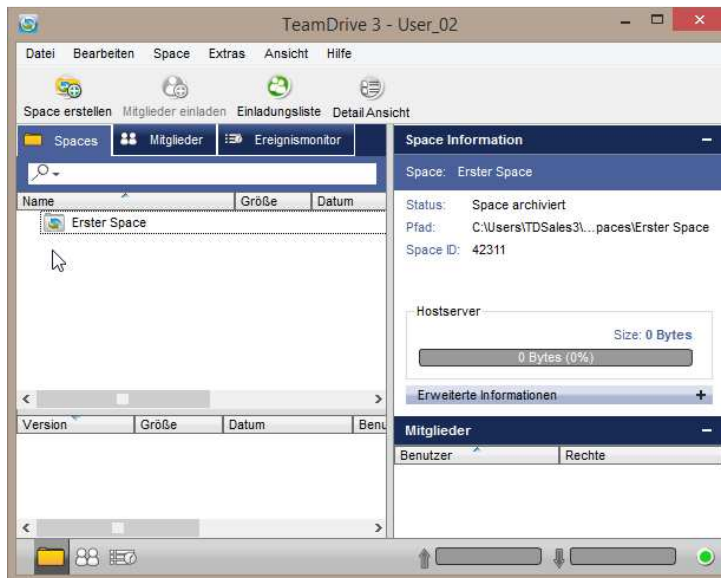 TeamDrive 3 - User_02
Datei Bearbeiten Space Extras Ansicht Hilfe
Space erstellen Mitglieder einladen Einladungsliste Detail Ansicht
Spaces Mitglieder Ereignismonitor
Name Größe Datum
Erster Space
Version Größe Datum Benu
Space Information
Space: Erster Space
Status: Space archiviert
Pfad: C:\Users\TDSales3\...paces\Erster Space
Space ID: 42311
Hostserver
Size: 0 Bytes
0 Bytes (0%)
Erweiterte Informationen
Mitglieder
Benutzer Rechte